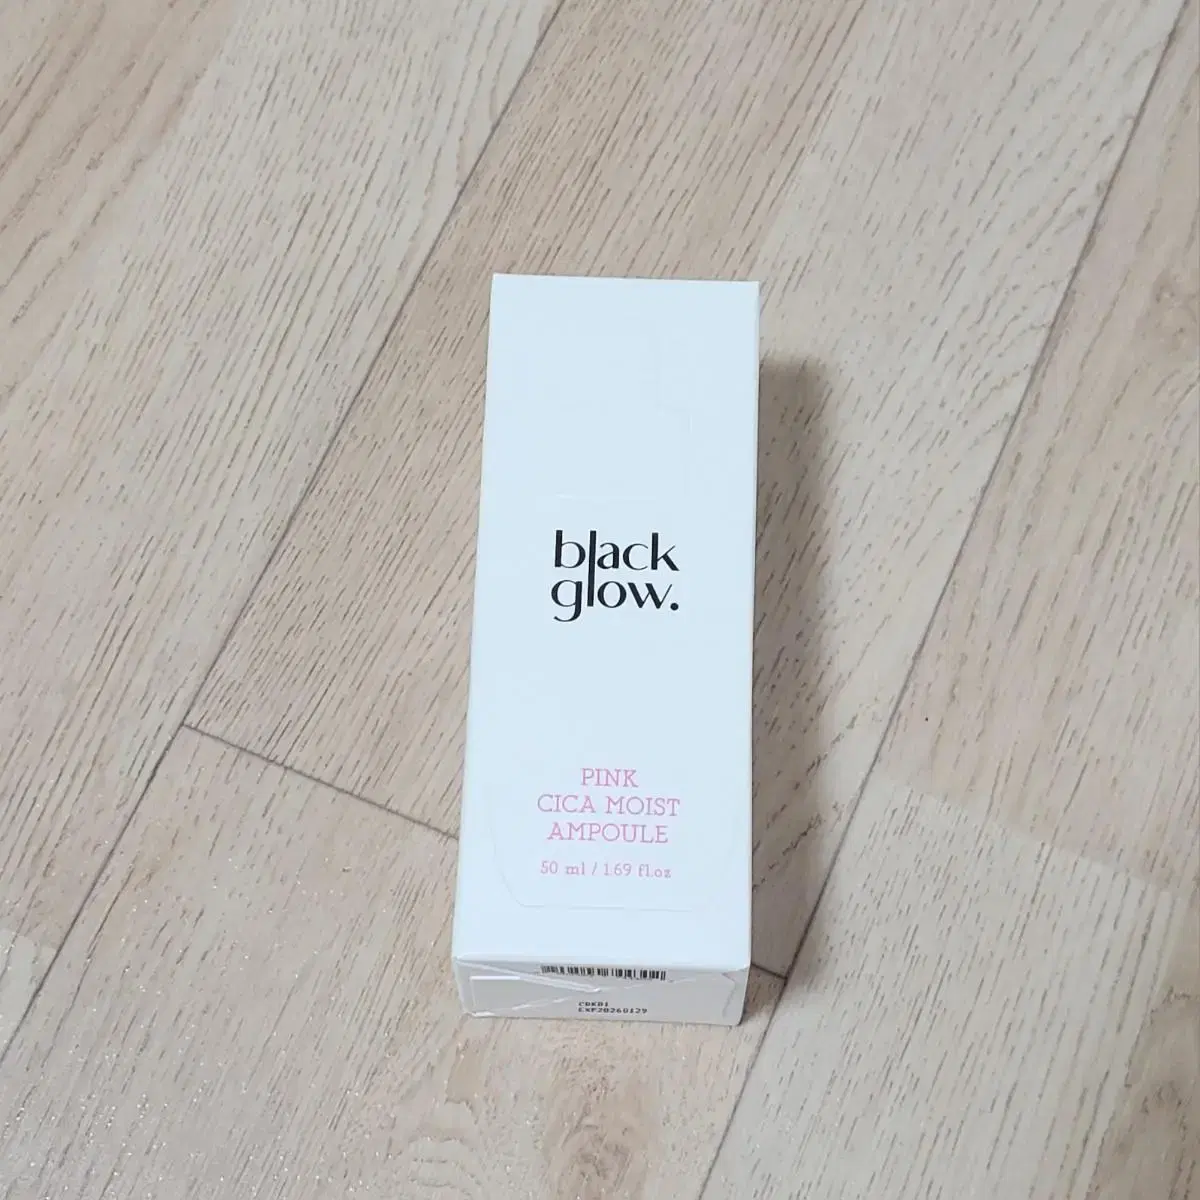 black
glow.
PINK
CICA MOIST
AMPOULE
50 ml / 1.69 fl.oz
EXP20260129